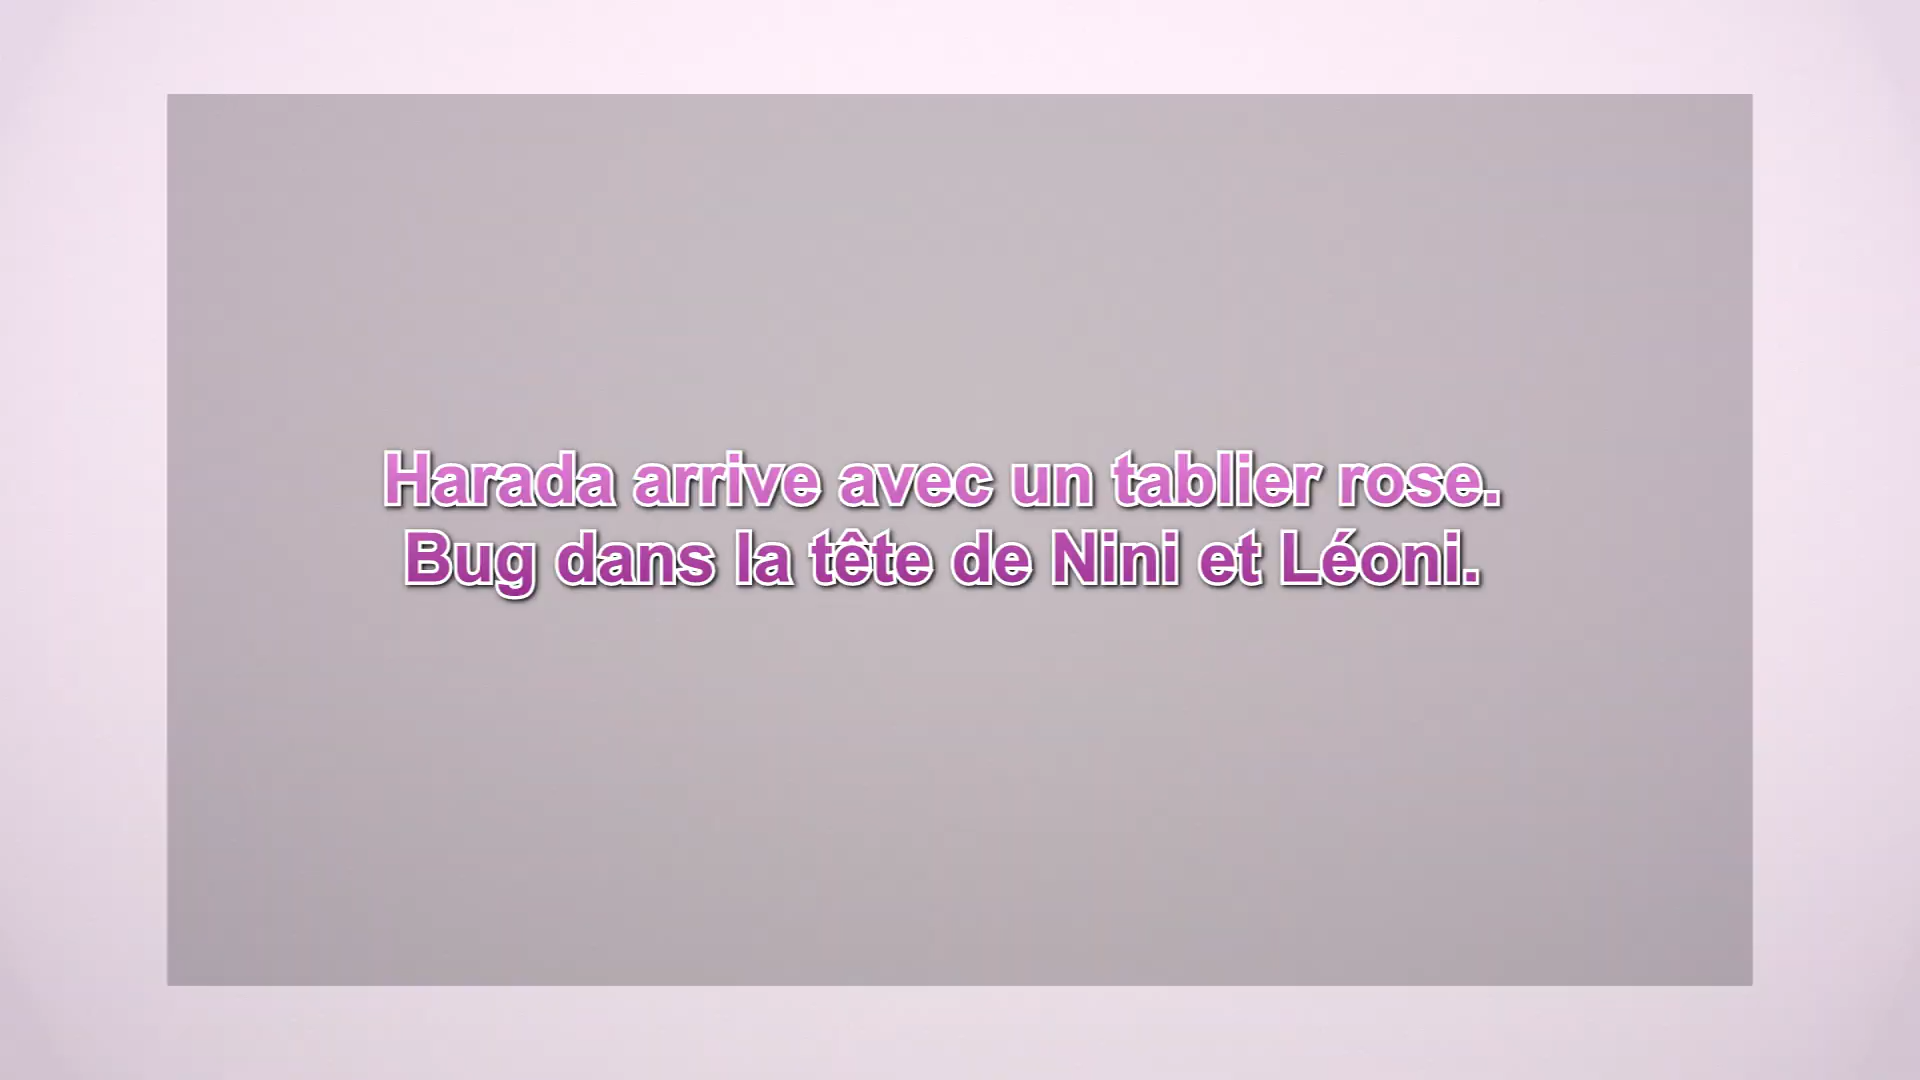 Harada arrive avec un tablier rose.
Bug dans la tête de Nini et Léoni.